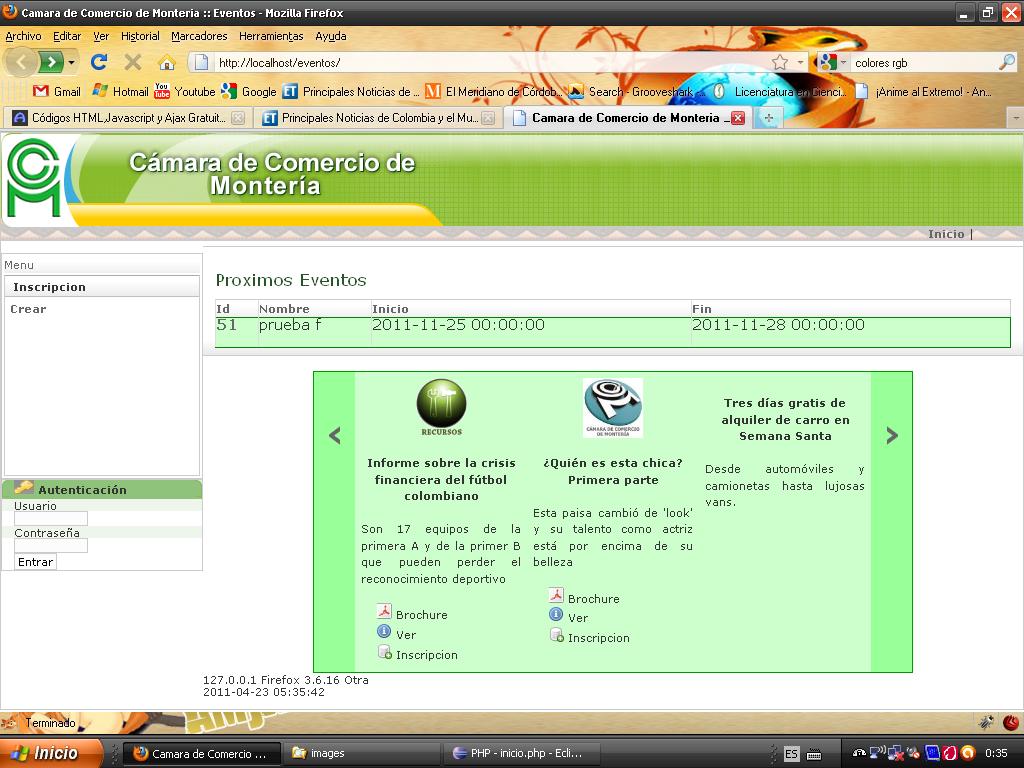 Camara de Comercio de Monteria :: Eventos - Mozilla Firefox
Archivo Editar Ver Historial Marcadores Herramientas Ayuda
http://localhost/eventos/
colores rgb
Gmail Hotmail Youtube Google Principales Noticias de ... El Meridiano de Córdob... Search - Grooveshark ... Licenciatura en Cienci... ¡Anime al Extremo! - An...
Códigos HTML,Javascript y Ajax Gratuit... Principales Noticias de Colombia y el Mu... Camara de Comercio de Monteria ...
Cámara de Comercio de
Montería
Inicio |
Menu
Inscripcion
Crear
Autenticación
Usuario
Contraseña
Entrar
Proximos Eventos
Id Nombre Inicio Fin
51 prueba f 2011-11-25 00:00:00 2011-11-28 00:00:00
RECURSOS
Informe sobre la crisis
financiera del fútbol
colombiano
Son 17 equipos de la
primera A y de la primer B
que pueden perder el
reconocimiento deportivo
Brochure
Ver
Inscripcion
CÁMARA DE COMERCIO
DE MONTERÍA
¿Quién es esta chica?
Primera parte
Esta paisa cambió de 'look'
y su talento como actriz
está por encima de su
belleza
Brochure
Ver
Inscripcion
Tres días gratis de
alquiler de carro en
Semana Santa
Desde automóviles y
camionetas hasta lujosas
vans.
127.0.0.1 Firefox 3.6.16 Otra
2011-04-23 05:35:42
Terminado
Inicio Camara de Comercio ... images PHP - inicio.php - Ecli... ES 0:35